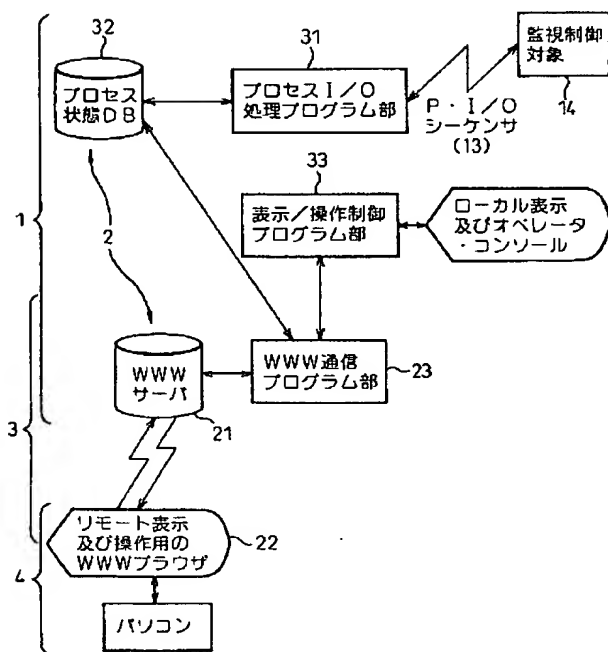 32
プロセス
状態DB
31
プロセスI/O
処理プログラム部
監視制御
対象
14
P・I/O
シーケンサ
(13)
33
表示/操作制御
プログラム部
ローカル表示
及びオペレータ
・コンソール
1
2
WWW
サーバ
21
WWW通信
プログラム部
23
3
リモート表示
及び操作用の
WWWブラウザ
22
4
パソコン